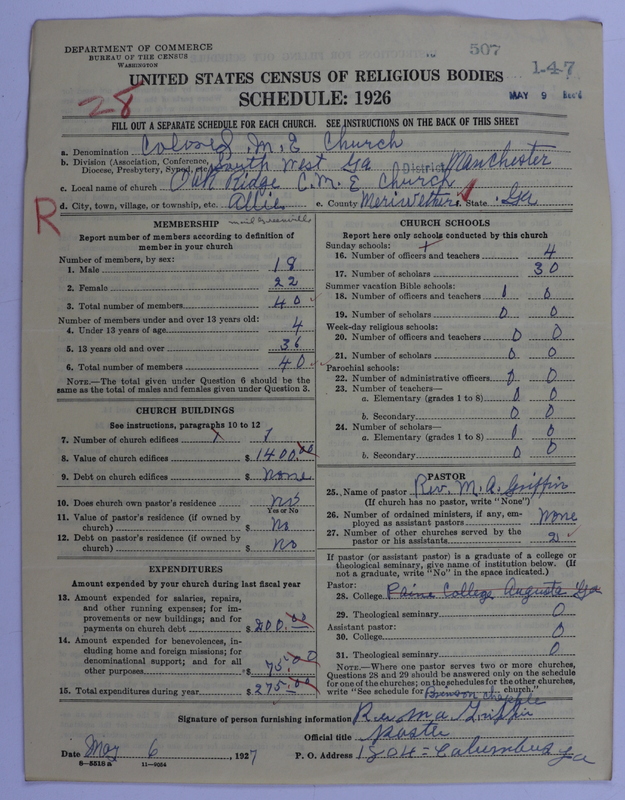 DEPARTMENT OF COMMERCE
BUREAU OF THE CENSUS
WASHINGTON
507
1-47
UNITED STATES CENSUS OF RELIGIOUS BODIES
28
SCHEDULE: 1926
MAY 9 Rec'd
FILL OUT A SEPARATE SCHEDULE FOR EACH CHURCH. SEE INSTRUCTIONS ON THE BACK OF THIS SHEET
a. Denomination Colored M. E Church
b. Division (Association, Conference, Diocese, Presbytery, Synod, etc.) South West Ga District Manchester
c. Local name of church Oak Ridge C. M. E Church
d. City, town, village, or township, etc. Allie e. County Meriwether f. State Ga
R
MEMBERSHIP
Report number of members according to definition of
member in your church
Number of members, by sex:
1. Male 18
2. Female 22
3. Total number of members 40
Number of members under and over 13 years old:
4. Under 13 years of age 4
5. 13 years old and over 36
6. Total number of members 40
NOTE.—The total given under Question 6 should be the
same as the total of males and females given under Question 3.
CHURCH BUILDINGS
See instructions, paragraphs 10 to 12
7. Number of church edifices 1
8. Value of church edifices $ 1400.00
9. Debt on church edifices $ None
10. Does church own pastor's residence No
Yes or No
11. Value of pastor's residence (if owned by
church) $ No
12. Debt on pastor's residence (if owned by
church) $ No
EXPENDITURES
Amount expended by your church during last fiscal year
13. Amount expended for salaries, repairs,
and other running expenses; for im-
provements or new buildings; and for
payments on church debt $ 200.00
14. Amount expended for benevolences, in-
cluding home and foreign missions; for
denominational support; and for all
other purposes $ 75.00
15. Total expenditures during year $ 275.00
CHURCH SCHOOLS
Report here only schools conducted by this church
Sunday schools:
16. Number of officers and teachers 4
17. Number of scholars 30
Summer vacation Bible schools:
18. Number of officers and teachers 0 0
19. Number of scholars 0 0
Week-day religious schools:
20. Number of officers and teachers 0 0
21. Number of scholars 0 0
Parochial schools:
22. Number of administrative officers 0 0
23. Number of teachers—
a. Elementary (grades 1 to 8) 0 0
b. Secondary 0 0
24. Number of scholars—
a. Elementary (grades 1 to 8) 0 0
b. Secondary 0 0
PASTOR
25. Name of pastor Rev. M. A. Griffin
(If church has no pastor, write "None")
26. Number of ordained ministers, if any, em-
ployed as assistant pastors None
27. Number of other churches served by the
pastor or his assistants 2
If pastor (or assistant pastor) is a graduate of a college or
theological seminary, give name of institution below. (If
not a graduate, write "No" in the space indicated.)
Pastor:
28. College Paine College Augusta Ga
29. Theological seminary 0
Assistant pastor:
30. College 0
31. Theological seminary 0
NOTE.—Where one pastor serves two or more churches,
Questions 28 and 29 should be answered only on the schedule
for one of the churches; on the schedules for the other churches,
write "See schedule for Chapple church."
Signature of person furnishing information Rev M A Griffin
Official title Paster
Date May 6, 1927 P. O. Address 1804 = Columbus Ga
8—5518 a 11—9034